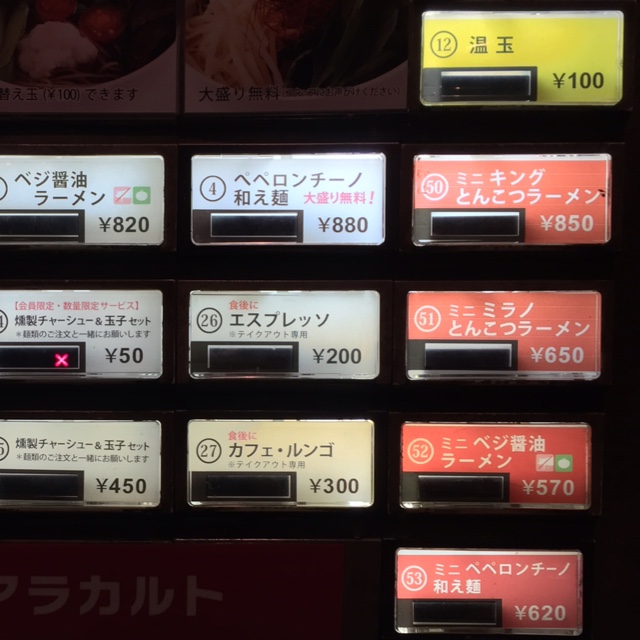 替え玉(¥100)できます
大盛り無料
⑫ 温玉
¥100
ベジ醤油
ラーメン
¥820
④ ペペロンチーノ
和え麺 大盛り無料！
¥880
㊿ ミニ キング
とんこつラーメン
¥850
【会員限定・数量限定サービス】
燻製チャーシュー＆玉子セット
＊麺類のご注文と一緒にお願いします
× ¥50
㉖ 食後に
エスプレッソ
※テイクアウト専用
¥200
51 ミニ ミラノ
とんこつラーメン
¥650
燻製チャーシュー＆玉子セット
＊麺類のご注文と一緒にお願いします
¥450
㉗ 食後に
カフェ・ルンゴ
※テイクアウト専用
¥300
52 ミニ ベジ醤油
ラーメン
¥570
アラカルト
53 ミニ ペペロンチーノ
和え麺
¥620